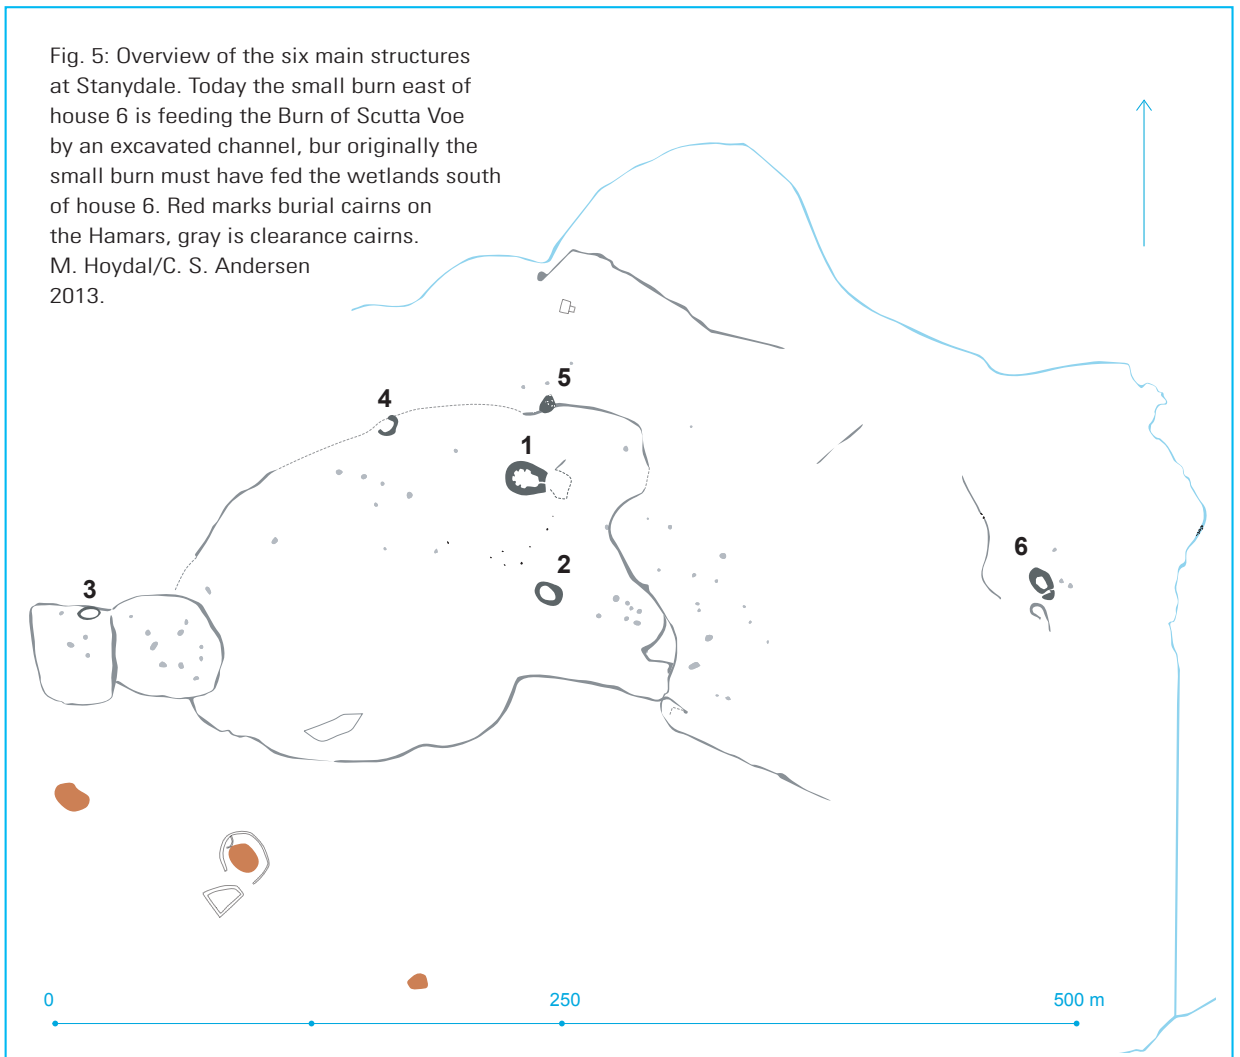 Fig. 5: Overview of the six main structures
at Stanydale. Today the small burn east of
house 6 is feeding the Burn of Scutta Voe
by an excavated channel, bur originally the
small burn must have fed the wetlands south
of house 6. Red marks burial cairns on
the Hamars, gray is clearance cairns.
M. Hoydal/C. S. Andersen
2013.
5
4
1
6
2
3
0 250 500 m